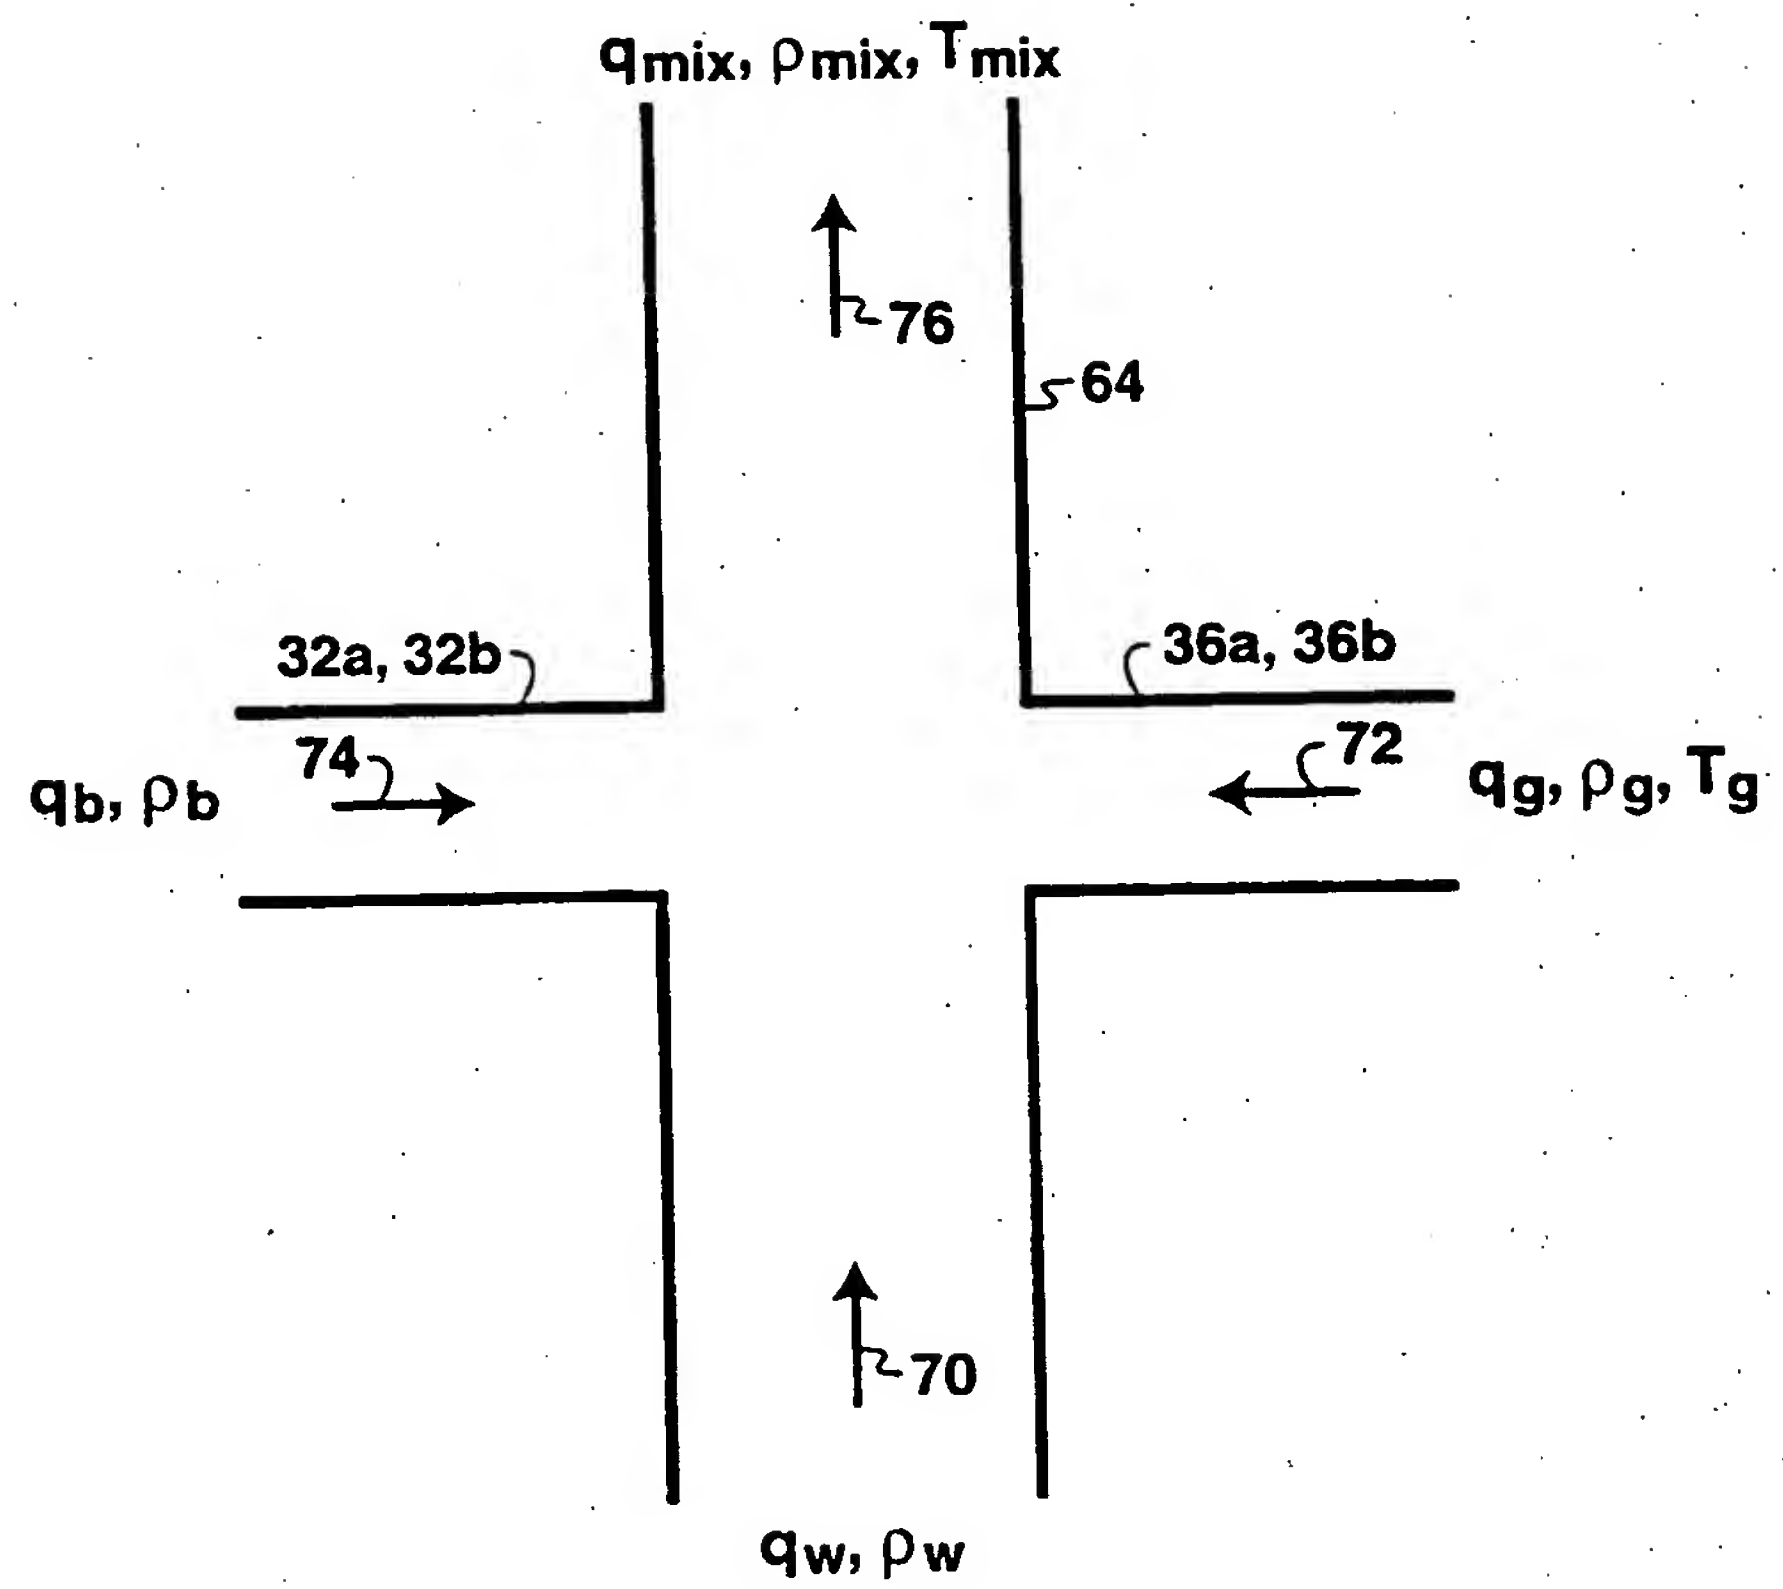 qmix, ρmix, Tmix
76
64
32a, 32b
36a, 36b
74
72
qb, ρb
qg, ρg, Tg
70
qw, ρw